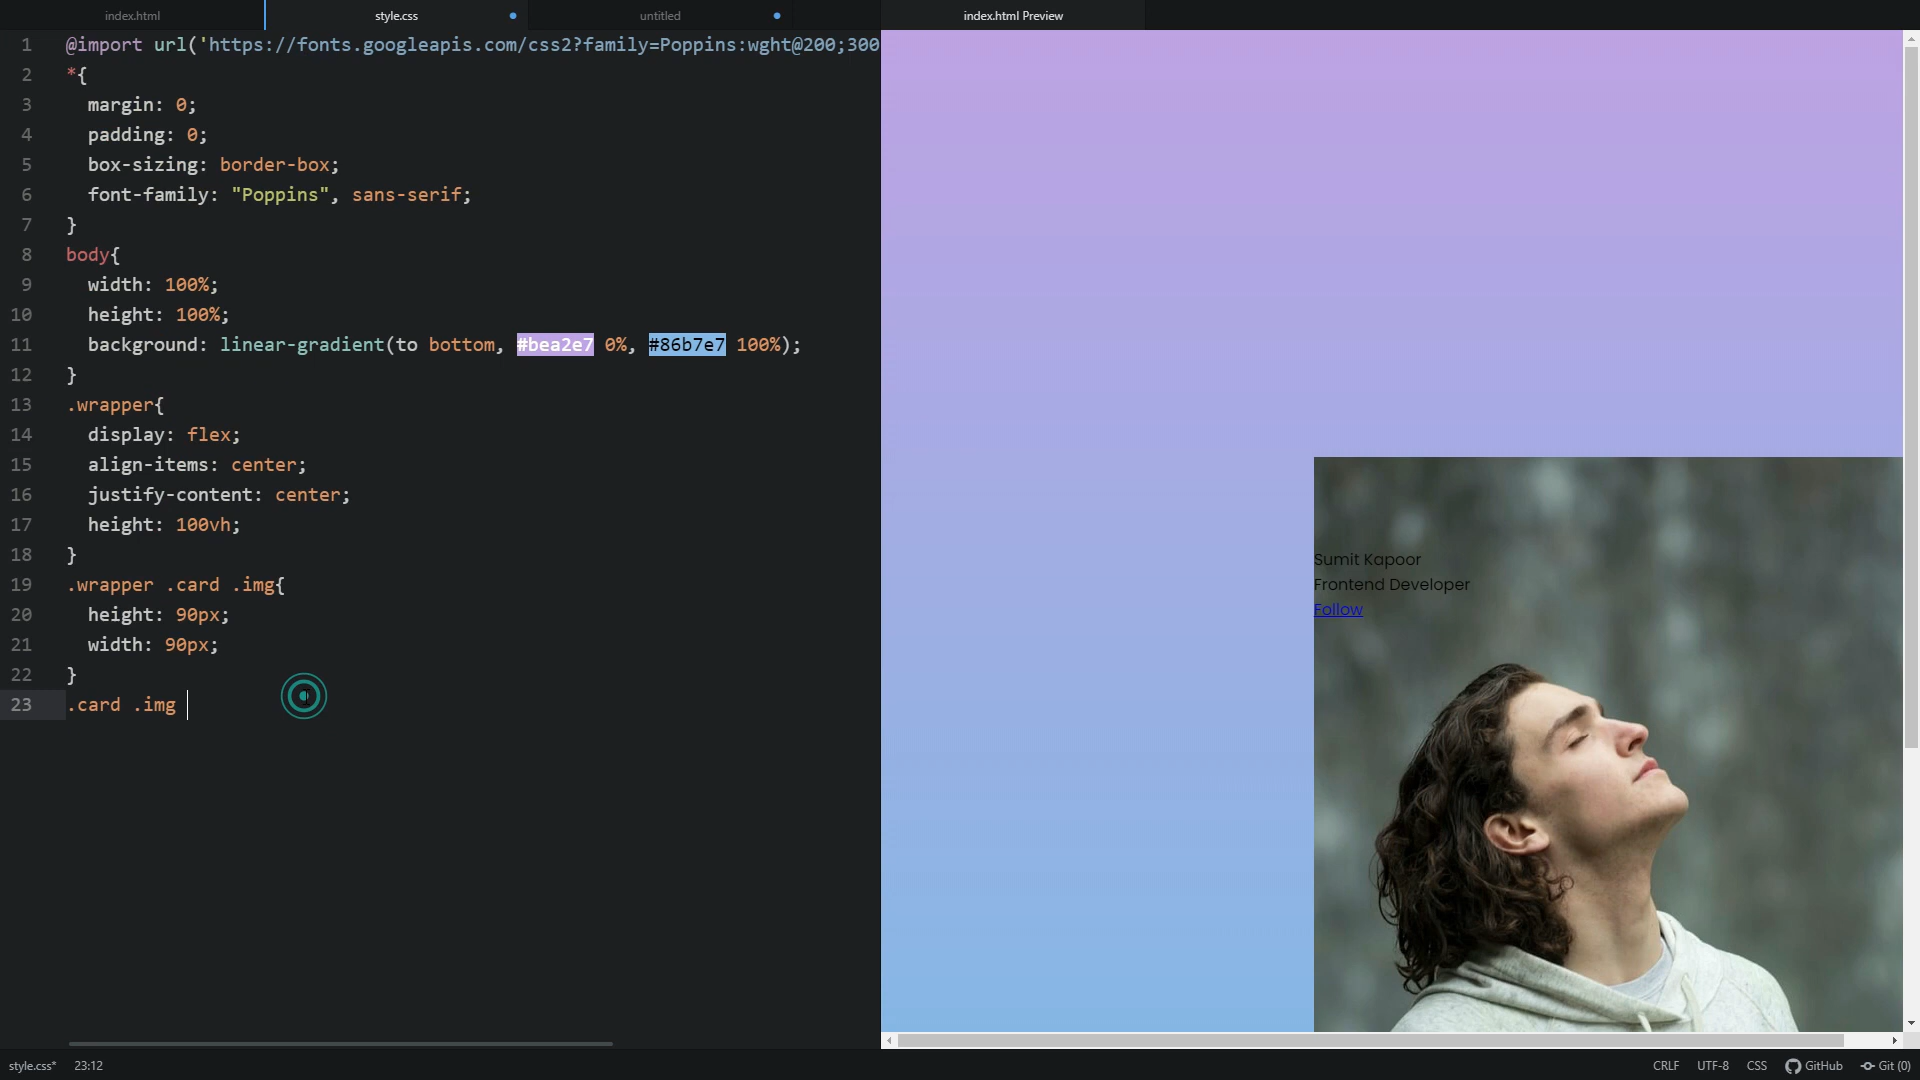 index.html
style.css
untitled
index.html Preview
1 @import url('https://fonts.googleapis.com/css2?family=Poppins:wght@200;300
2 *{
3 margin: 0;
4 padding: 0;
5 box-sizing: border-box;
6 font-family: "Poppins", sans-serif;
7 }
8 body{
9 width: 100%;
10 height: 100%;
11 background: linear-gradient(to bottom, #bea2e7 0%, #86b7e7 100%);
12 }
13 .wrapper{
14 display: flex;
15 align-items: center;
16 justify-content: center;
17 height: 100vh;
18 }
19 .wrapper .card .img{
20 height: 90px;
21 width: 90px;
22 }
23 .card .img
Sumit Kapoor
Frontend Developer
Follow
style.css* 23:12
CRLF UTF-8 CSS GitHub Git (0)